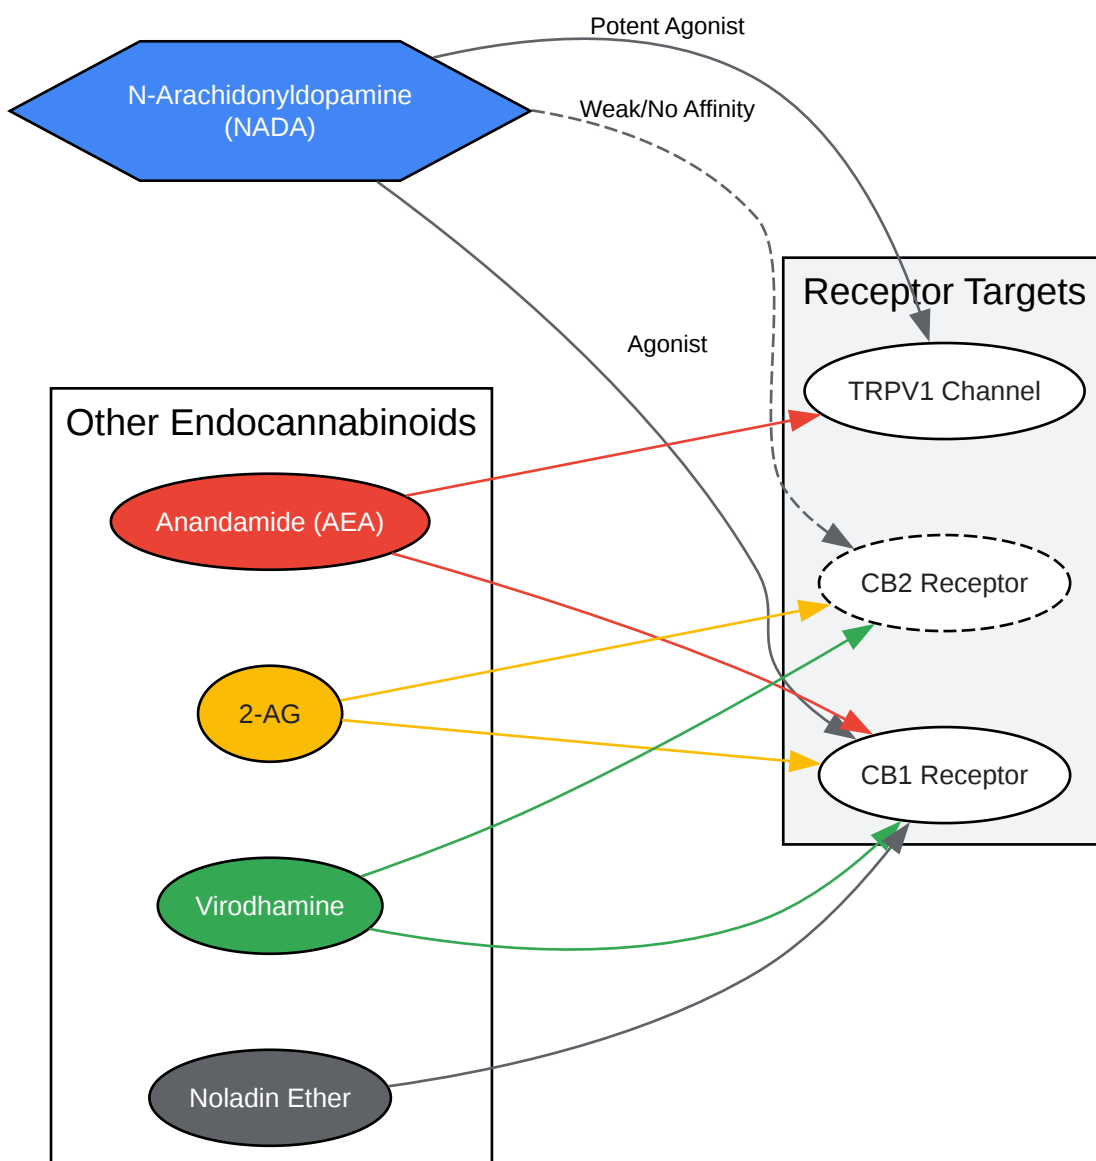 Potent Agonist
N-Arachidonyldopamine
(NADA)
Weak/No Affinity
Receptor Targets
Agonist
TRPV1 Channel
Other Endocannabinoids
Anandamide (AEA)
CB2 Receptor
2-AG
CB1 Receptor
Virodhamine
Noladin Ether